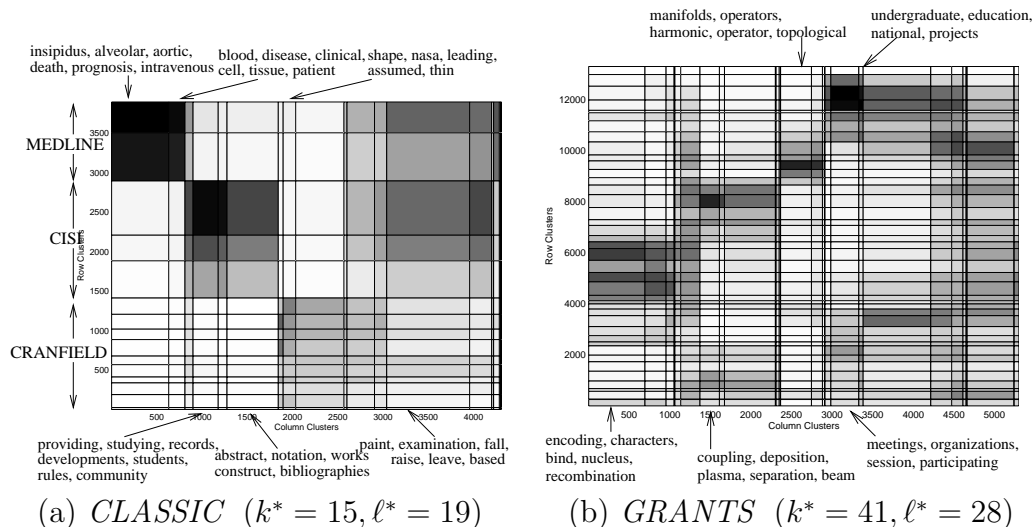 insipidus, alveolar, aortic,
death, prognosis, intravenous
blood, disease, clinical,
cell, tissue, patient
shape, nasa, leading,
assumed, thin
MEDLINE
CISI
CRANFIELD
Row Clusters
3500
3000
2500
2000
1500
1000
500
500 1000 1500 2000 2500 3000 3500 4000
Column Clusters
providing, studying, records,
developments, students,
rules, community
abstract, notation, works
construct, bibliographies
paint, examination, fall,
raise, leave, based
(a) CLASSIC (k* = 15, ℓ* = 19)
manifolds, operators,
harmonic, operator, topological
undergraduate, education,
national, projects
Row Clusters
12000
10000
8000
6000
4000
2000
500 1000 1500 2000 2500 3000 3500 4000 4500 5000
Column Clusters
encoding, characters,
bind, nucleus,
recombination
coupling, deposition,
plasma, separation, beam
meetings, organizations,
session, participating
(b) GRANTS (k* = 41, ℓ* = 28)